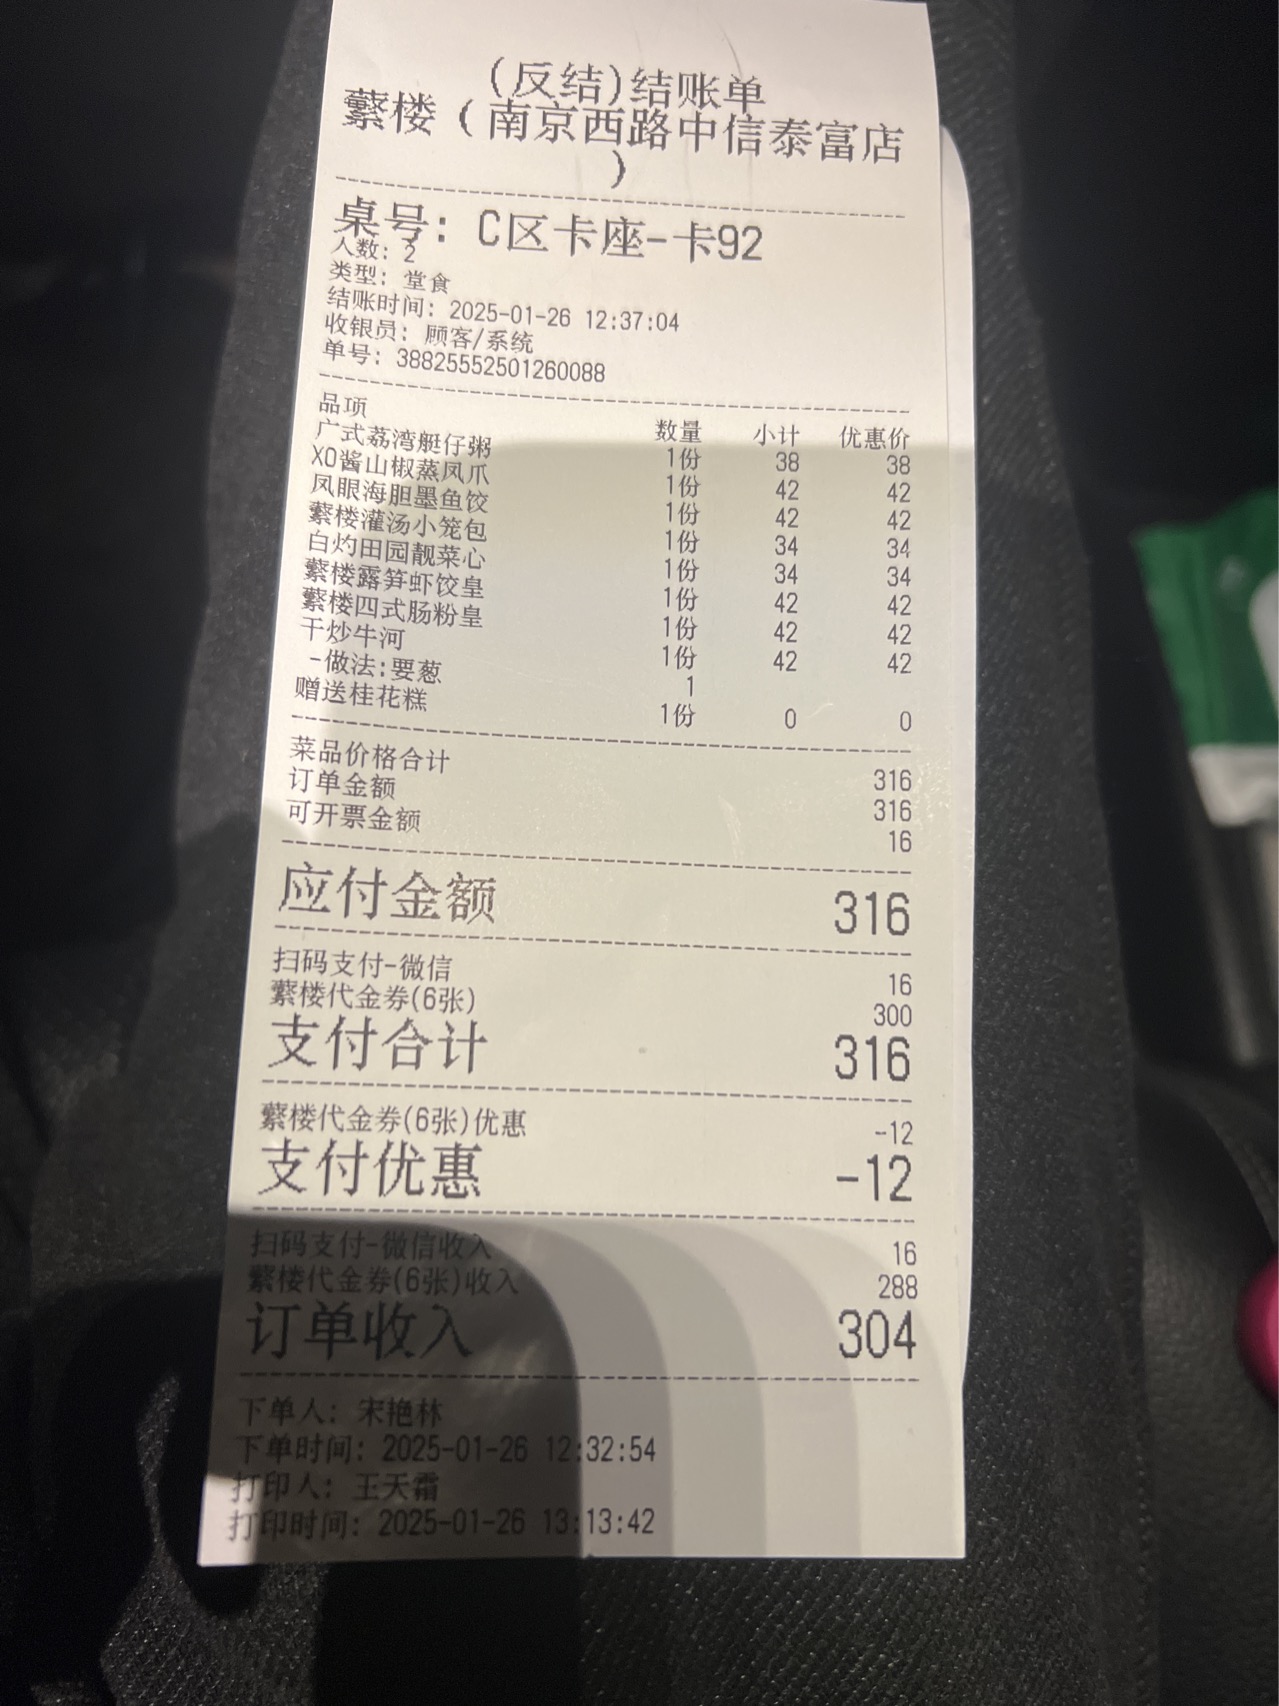 (反结)结账单
蘩楼（南京西路中信泰富店
）
桌号: C区卡座-卡92
人数: 2
类型: 堂食
结账时间: 2025-01-26 12:37:04
收银员: 顾客/系统
单号: 38825552501260088
品项 数量 小计 优惠价
广式荔湾艇仔粥 1份 38 38
XO酱山椒蒸凤爪 1份 42 42
凤眼海胆墨鱼饺 1份 42 42
蘩楼灌汤小笼包 1份 34 34
白灼田园靓菜心 1份 34 34
蘩楼露笋虾饺皇 1份 42 42
蘩楼四式肠粉皇 1份 42 42
干炒牛河 1份 42 42
-做法:要葱 1
赠送桂花糕 1份 0 0
菜品价格合计 316
订单金额 316
可开票金额 16
应付金额 316
扫码支付-微信 16
蘩楼代金券(6张) 300
支付合计 316
蘩楼代金券(6张)优惠 -12
支付优惠 -12
扫码支付-微信收入 16
蘩楼代金券(6张)收入 288
订单收入 304
下单人: 宋艳林
下单时间: 2025-01-26 12:32:54
打印人: 王天霜
打印时间: 2025-01-26 13:13:42